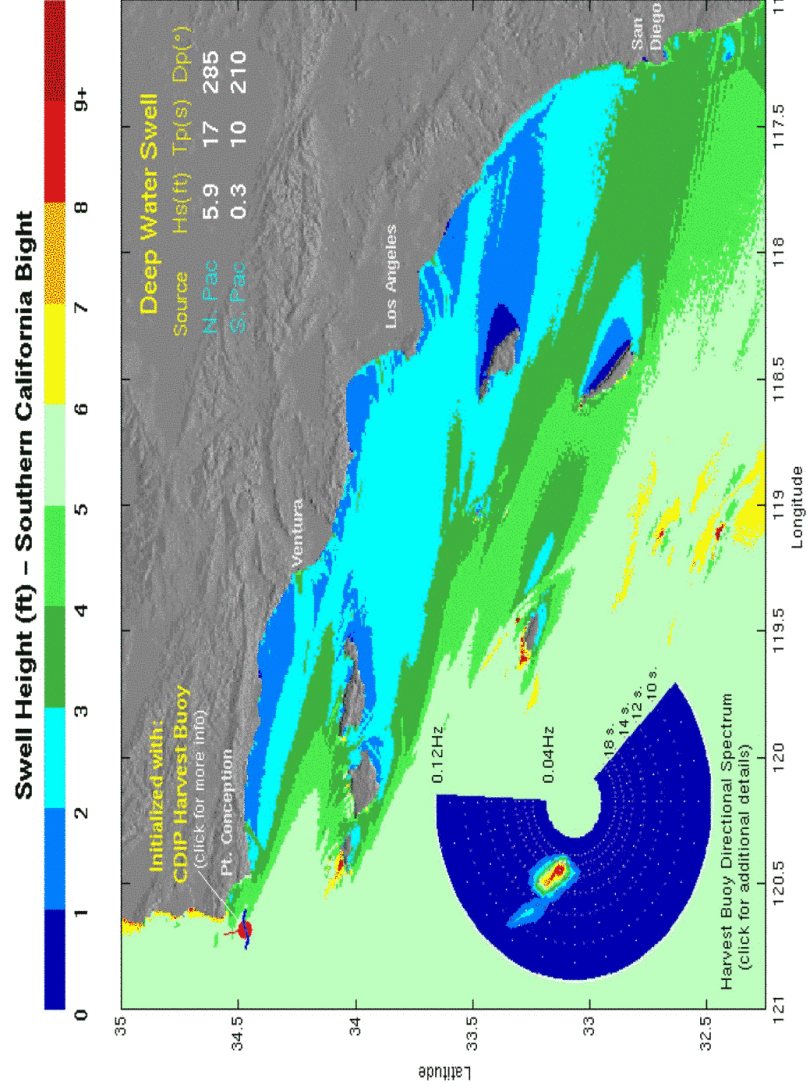 Swell Height (ft) – Southern California Bight
0 1 2 3 4 5 6 7 8 9+
Initialized with:
CDIP Harvest Buoy
(click for more info)
Pt. Conception
Ventura
Los Angeles
San
Diego
Deep Water Swell
Source Hs(ft) Tp(s) Dp(°)
N. Pac 5.9 17 285
S. Pac 0.3 10 210
35
34.5
34
33.5
33
32.5
Latitude
0.12Hz
0.04Hz
18 s.
14 s.
12 s.
10 s.
Harvest Buoy Directional Spectrum
(click for additional details)
121 120.5 120 119.5 119 118.5 118 117.5
Longitude